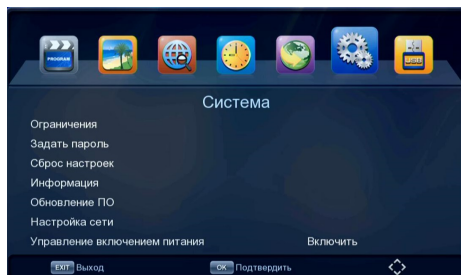 PROGRAM
USB
Система
Ограничения
Задать пароль
Сброс настроек
Информация
Обновление ПО
Настройка сети
Управление включением питания Включить
EXIT Выход OK Подтвердить